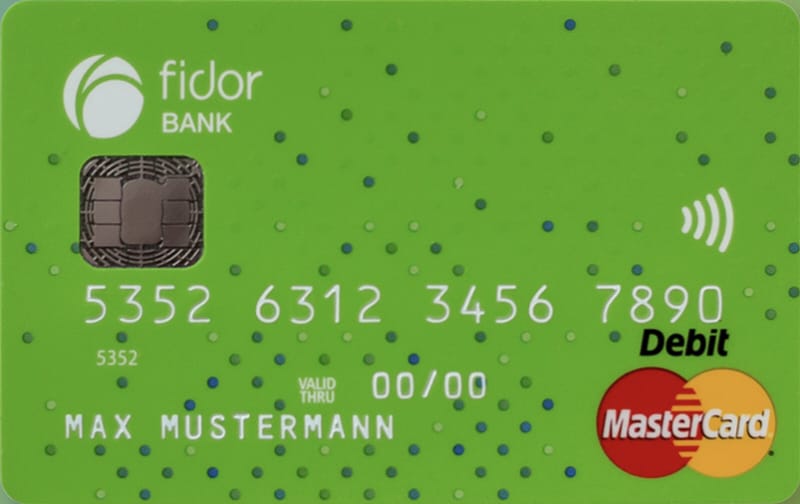 fidor
BANK
5352 6312 3456 7890
Debit
5352
VALID THRU 00/00
MAX MUSTERMANN
MasterCard